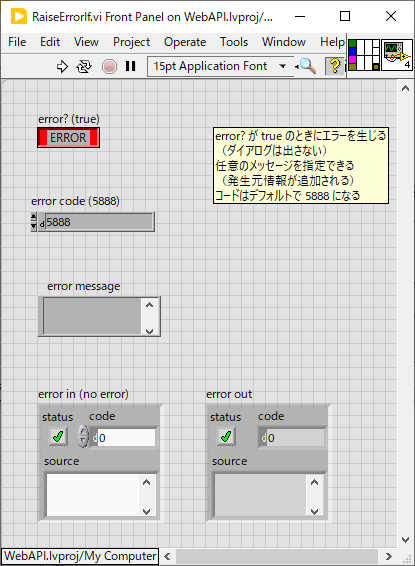 RaiseErrorIf.vi Front Panel on WebAPI.lvproj/...
File Edit View Project Operate Tools Window Help
15pt Application Font
4
error? (true)
ERROR
error? が true のときにエラーを生じる
（ダイアログは出さない）
任意のメッセージを指定できる
（発生元情報が追加される）
コードはデフォルトで 5888 になる
error code (5888)
d 5888
error message
error in (no error)
status code
d 0
source
error out
status code
d 0
source
WebAPI.lvproj/My Computer